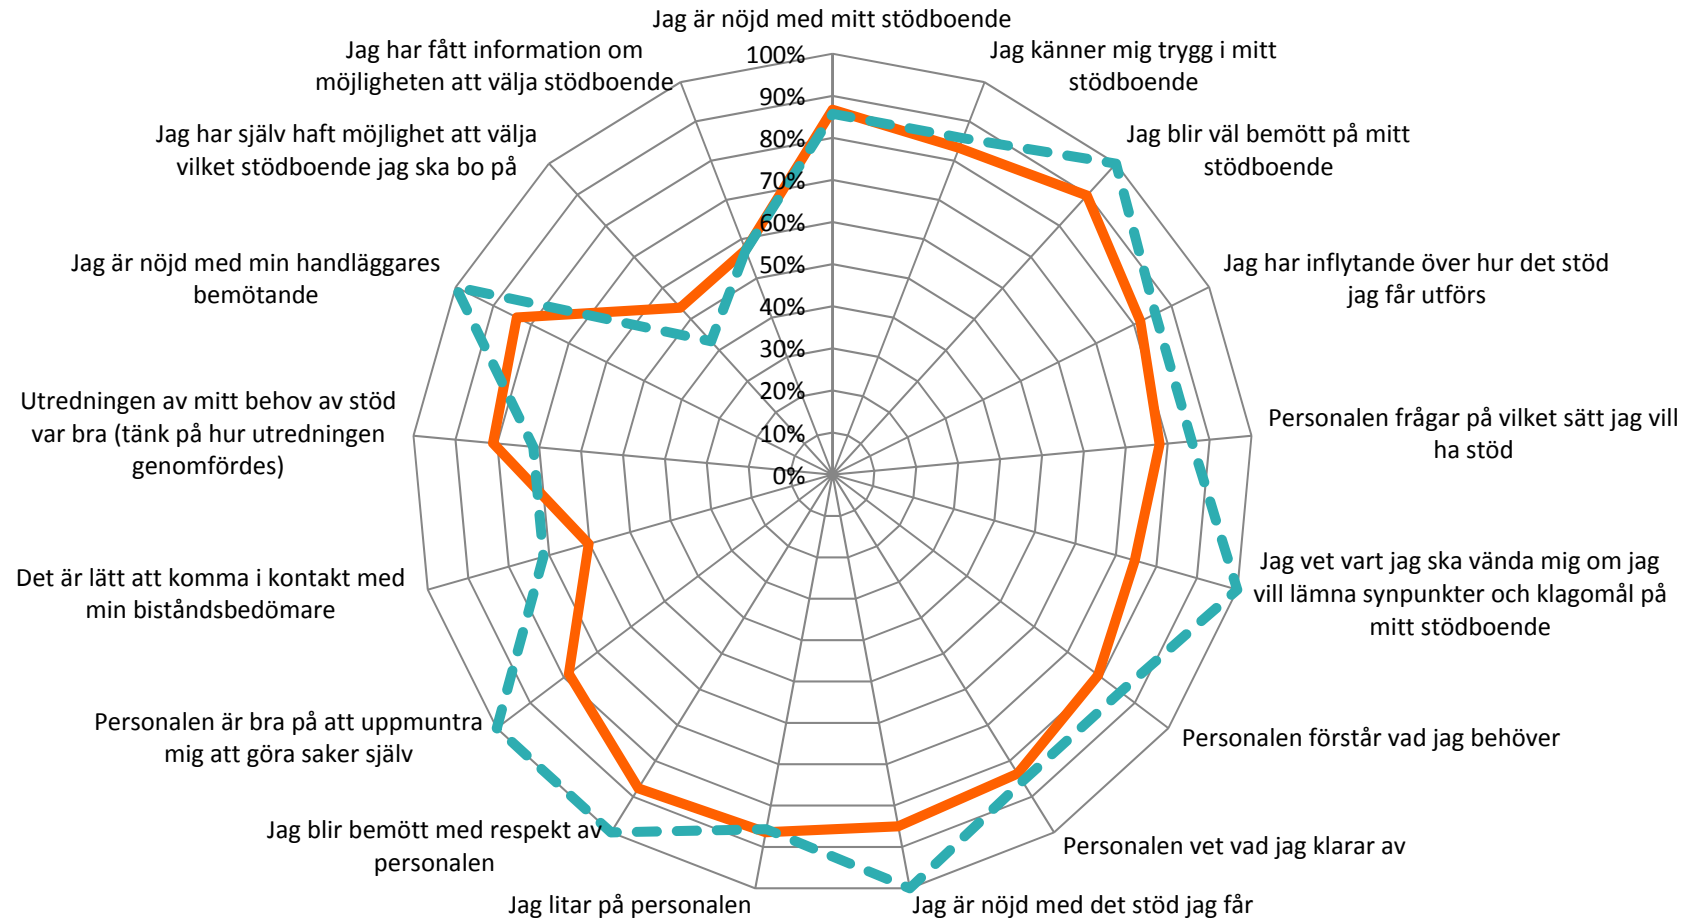 Jag är nöjd med mitt stödboende
Jag känner mig trygg i mitt
stödboende
Jag blir väl bemött på mitt
stödboende
Jag har inflytande över hur det stöd
jag får utförs
Personalen frågar på vilket sätt jag vill
ha stöd
Jag vet vart jag ska vända mig om jag
vill lämna synpunkter och klagomål på
mitt stödboende
Personalen förstår vad jag behöver
Personalen vet vad jag klarar av
Jag är nöjd med det stöd jag får
Jag litar på personalen
Jag blir bemött med respekt av
personalen
Personalen är bra på att uppmuntra
mig att göra saker själv
Det är lätt att komma i kontakt med
min biståndsbedömare
Utredningen av mitt behov av stöd
var bra (tänk på hur utredningen
genomfördes)
Jag är nöjd med min handläggares
bemötande
Jag har själv haft möjlighet att välja
vilket stödboende jag ska bo på
Jag har fått information om
möjligheten att välja stödboende
100%
90%
80%
70%
60%
50%
40%
30%
20%
10%
0%